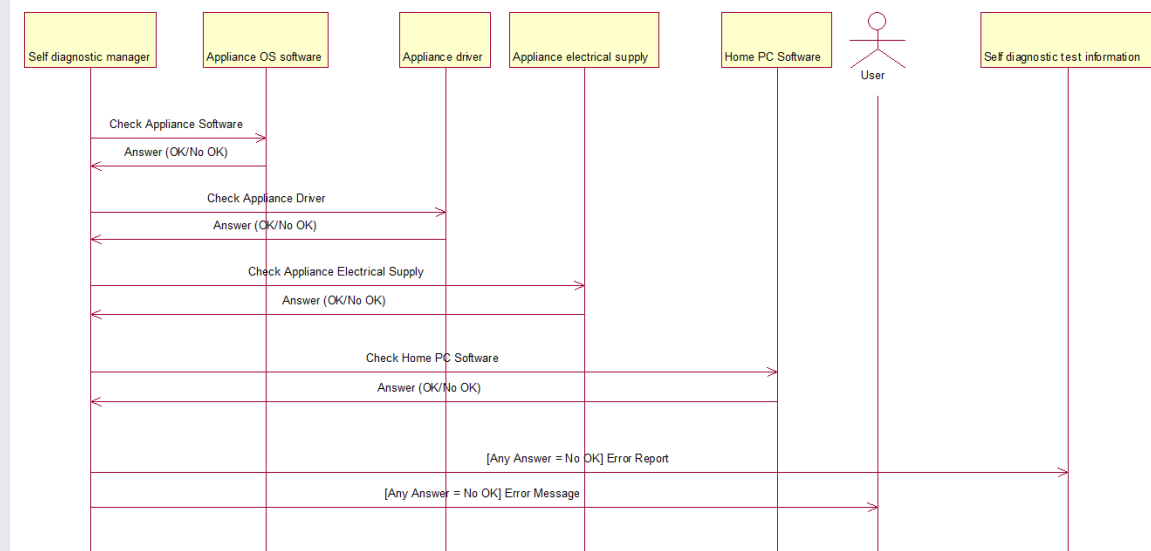 Self diagnostic manager
Appliance OS software
Appliance driver
Appliance electrical supply
Home PC Software
User
Self diagnostic test information
Check Appliance Software
Answer (OK/No OK)
Check Appliance Driver
Answer (OK/No OK)
Check Appliance Electrical Supply
Answer (OK/No OK)
Check Home PC Software
Answer (OK/No OK)
[Any Answer = No OK] Error Report
[Any Answer = No OK] Error Message